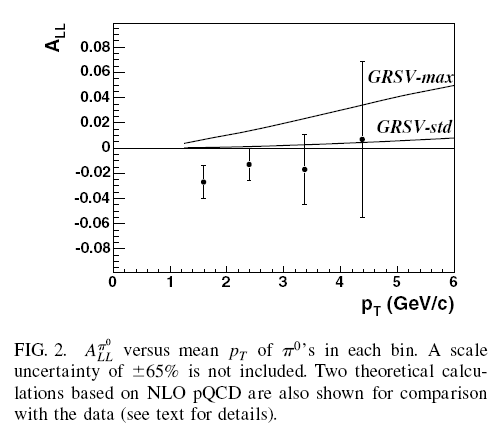 A_LL
0.08
0.06
0.04
0.02
0
-0.02
-0.04
-0.06
-0.08
GRSV-max
GRSV-std
0 1 2 3 4 5 6
p_T (GeV/c)
FIG. 2. A_{LL}^{π^0} versus mean p_T of π^0's in each bin. A scale
uncertainty of ±65% is not included. Two theoretical calcu-
lations based on NLO pQCD are also shown for comparison
with the data (see text for details).